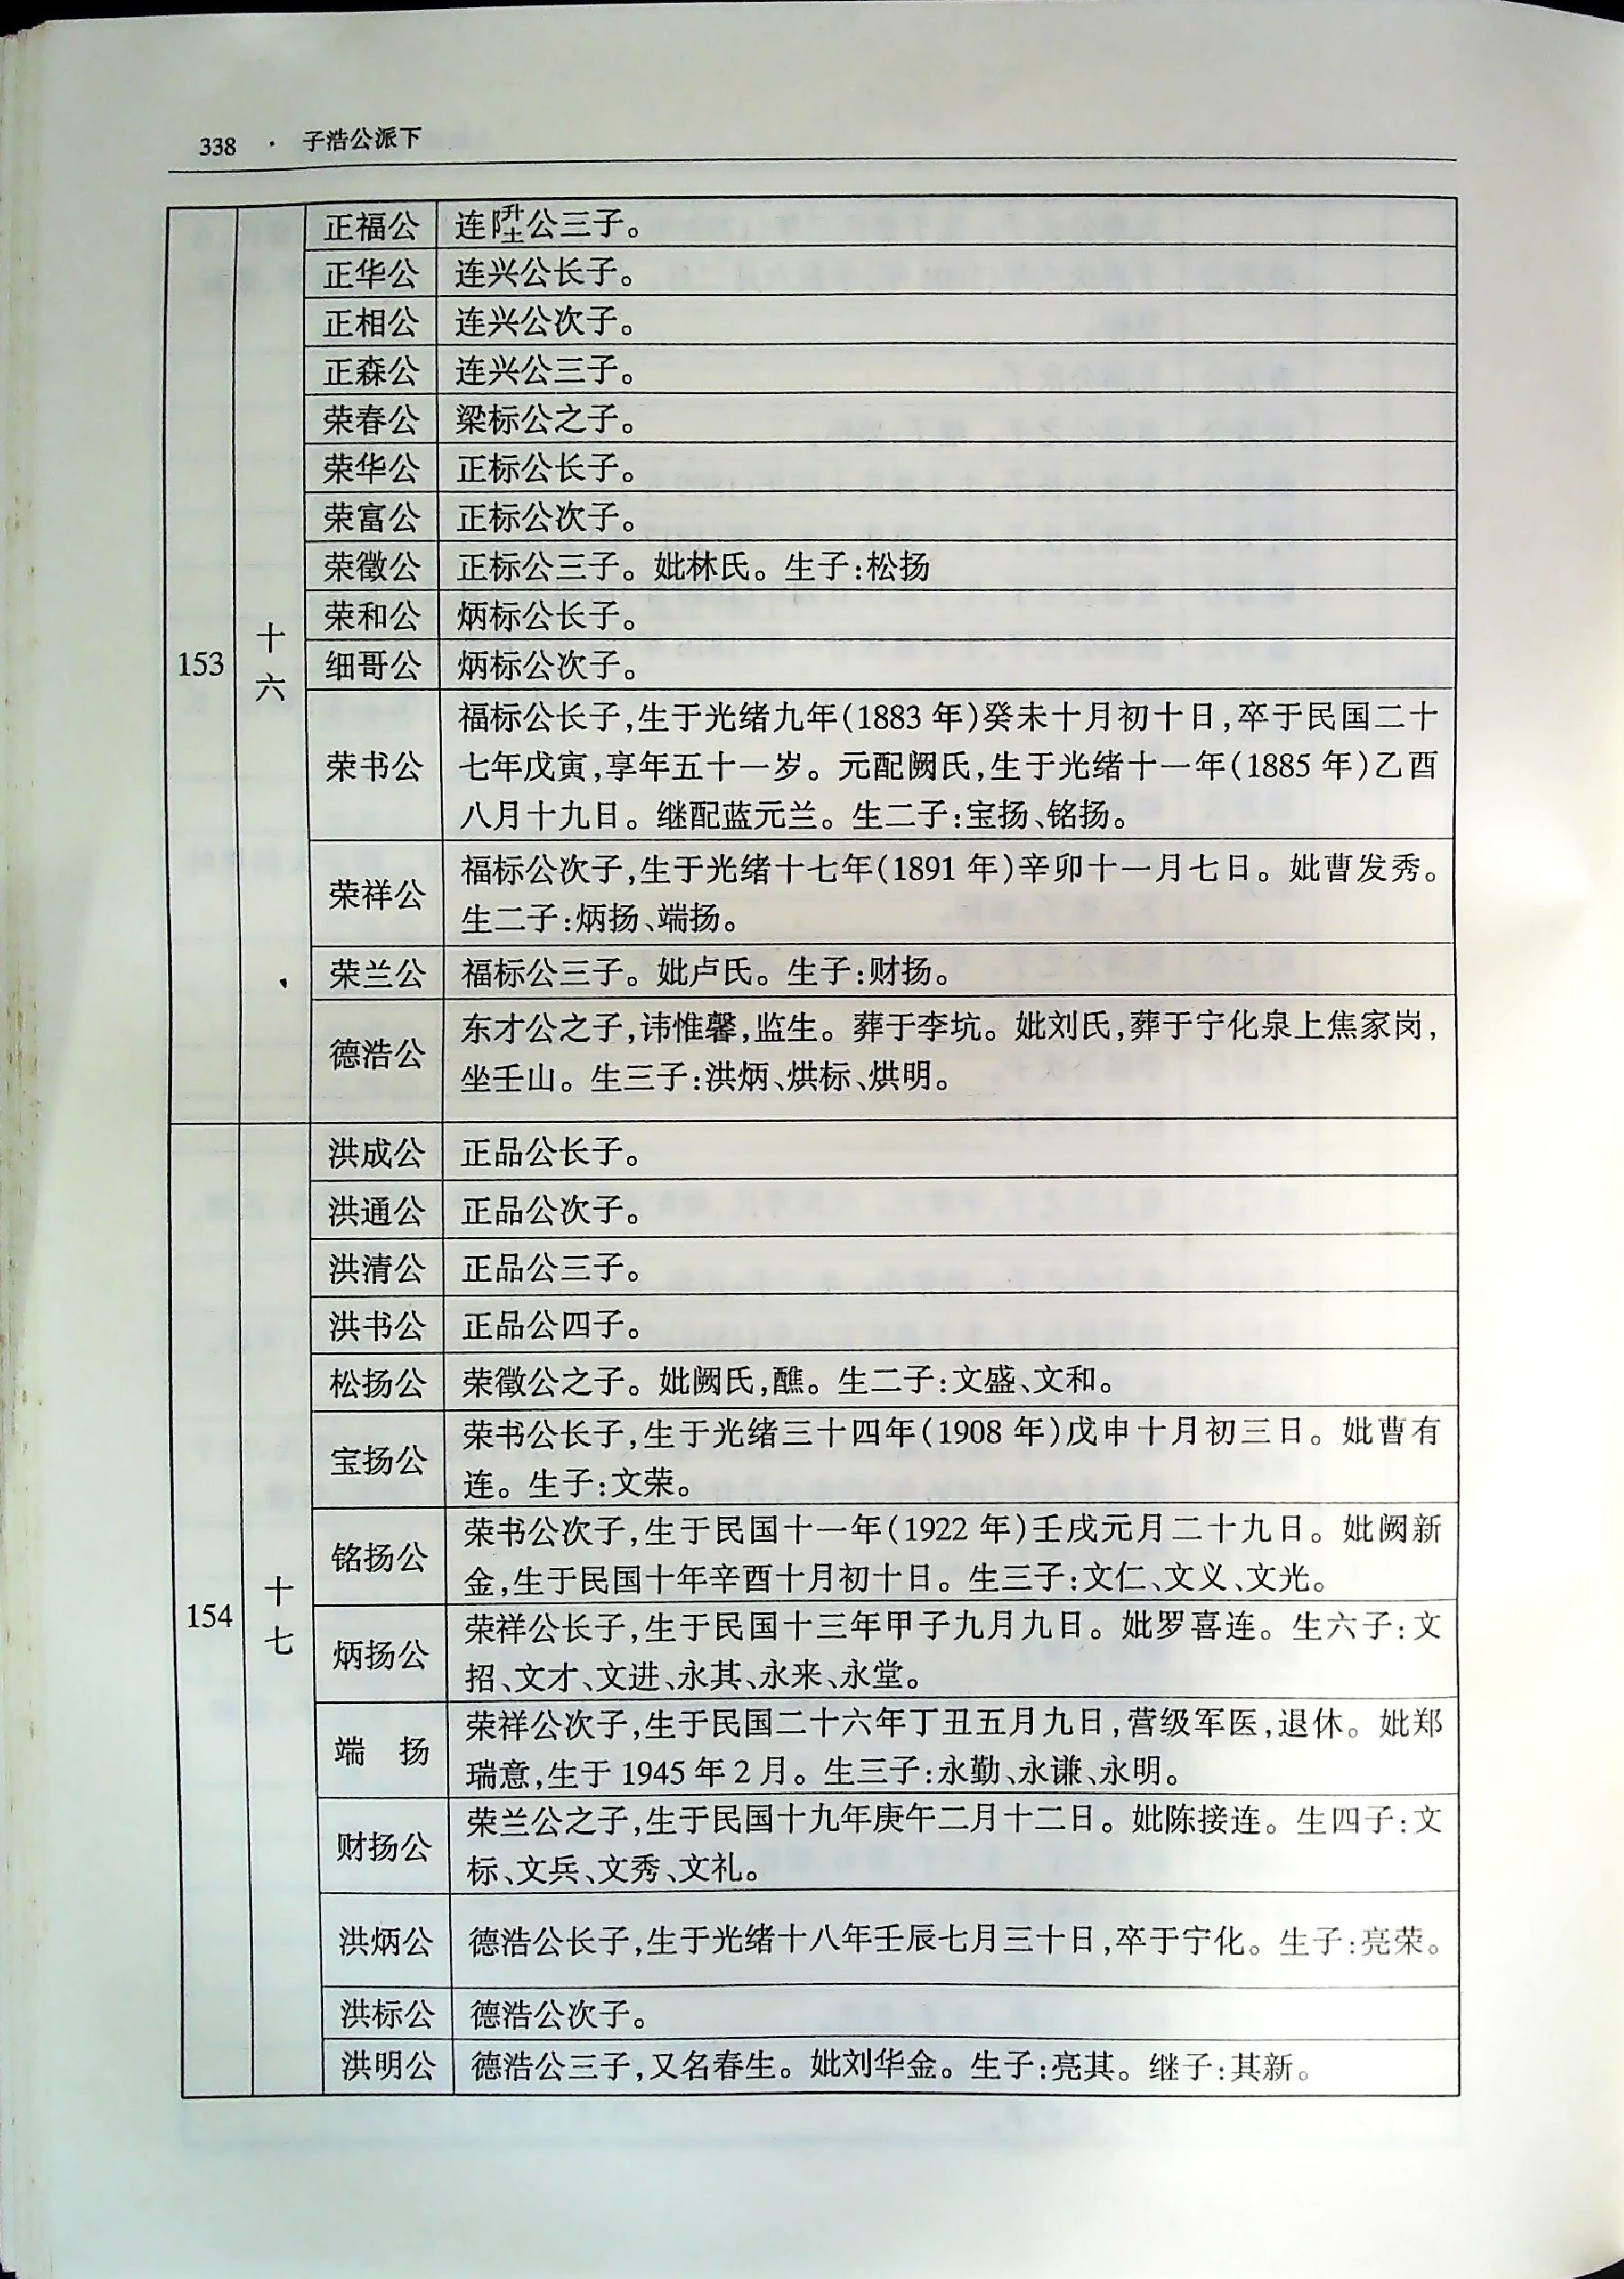 338 · 子浩公派下
153
十六
正福公 连陞公三子。
正华公 连兴公长子。
正相公 连兴公次子。
正森公 连兴公三子。
荣春公 梁标公之子。
荣华公 正标公长子。
荣富公 正标公次子。
荣徵公 正标公三子。妣林氏。生子:松扬
荣和公 炳标公长子。
细哥公 炳标公次子。
荣书公 福标公长子,生于光绪九年(1883 年)癸未十月初十日,卒于民国二十
七年戊寅,享年五十一岁。元配阙氏,生于光绪十一年(1885 年)乙酉
八月十九日。继配蓝元兰。生二子:宝扬、铭扬。
荣祥公 福标公次子,生于光绪十七年(1891 年)辛卯十一月七日。妣曹发秀。
生二子:炳扬、端扬。
荣兰公 福标公三子。妣卢氏。生子:财扬。
德浩公 东才公之子,讳惟馨,监生。葬于李坑。妣刘氏,葬于宁化泉上焦家岗,
坐壬山。生三子:洪炳、烘标、烘明。
154
十七
洪成公 正品公长子。
洪通公 正品公次子。
洪清公 正品公三子。
洪书公 正品公四子。
松扬公 荣徵公之子。妣阙氏,醮。生二子:文盛、文和。
宝扬公 荣书公长子,生于光绪三十四年(1908 年)戊申十月初三日。妣曹有
连。生子:文荣。
铭扬公 荣书公次子,生于民国十一年(1922 年)壬戌元月二十九日。妣阙新
金,生于民国十年辛酉十月初十日。生三子:文仁、文义、文光。
炳扬公 荣祥公长子,生于民国十三年甲子九月九日。妣罗喜连。生六子:文
招、文才、文进、永其、永来、永堂。
端 扬 荣祥公次子,生于民国二十六年丁丑五月九日,营级军医,退休。妣郑
瑞意,生于 1945 年 2 月。生三子:永勤、永谦、永明。
财扬公 荣兰公之子,生于民国十九年庚午二月十二日。妣陈接连。生四子:文
标、文兵、文秀、文礼。
洪炳公 德浩公长子,生于光绪十八年壬辰七月三十日,卒于宁化。生子:亮荣。
洪标公 德浩公次子。
洪明公 德浩公三子,又名春生。妣刘华金。生子:亮其。继子:其新。